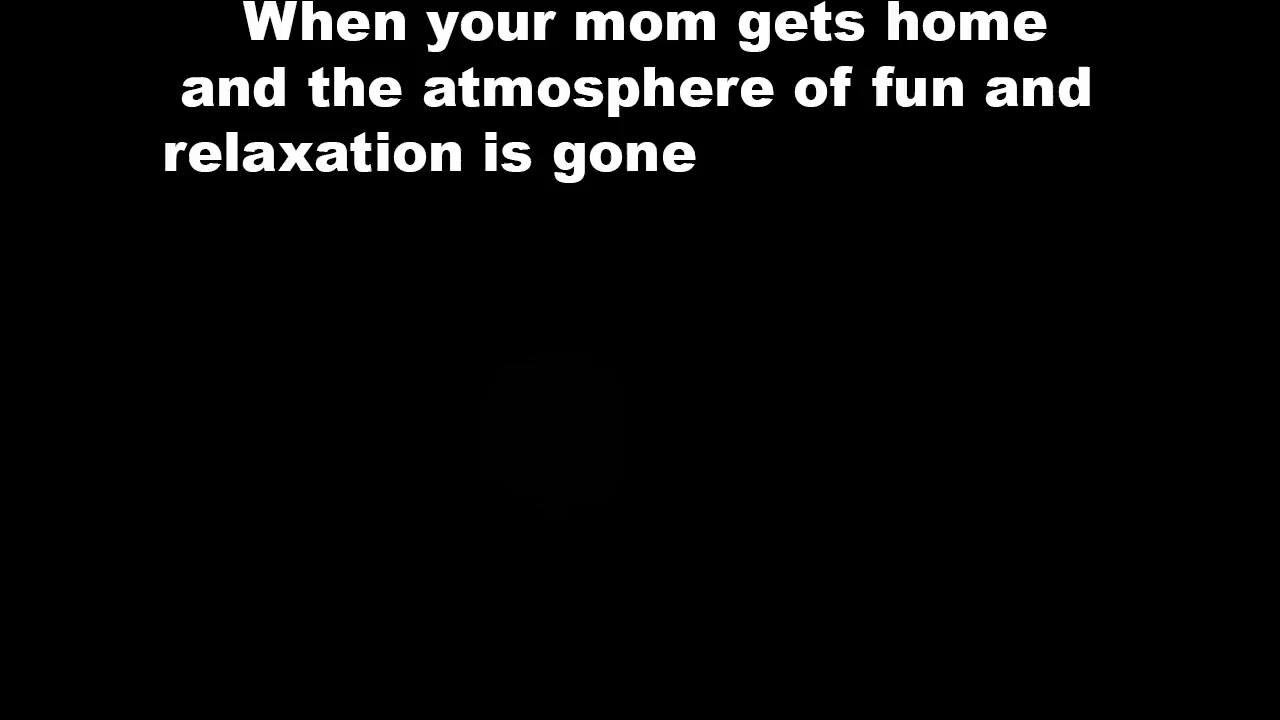 When your mom gets home
and the atmosphere of fun and
relaxation is gone